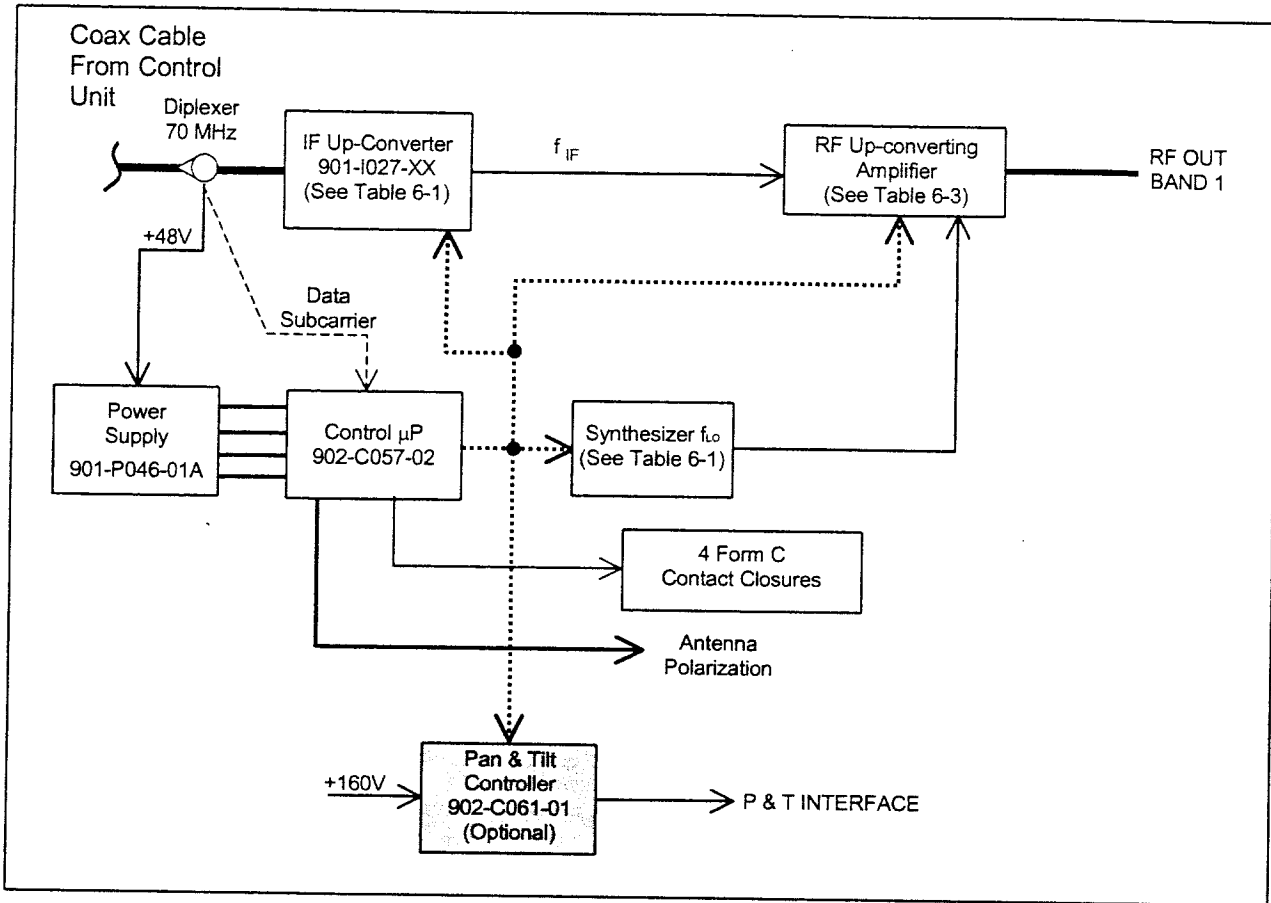 Coax Cable
From Control
Unit
Diplexer
70 MHz
IF Up-Converter
901-I027-XX
(See Table 6-1)
f IF
RF Up-converting
Amplifier
(See Table 6-3)
RF OUT
BAND 1
+48V
Data
Subcarrier
Power
Supply
901-P046-01A
Control µP
902-C057-02
Synthesizer fLO
(See Table 6-1)
4 Form C
Contact Closures
Antenna
Polarization
+160V
Pan & Tilt
Controller
902-C061-01
(Optional)
P & T INTERFACE